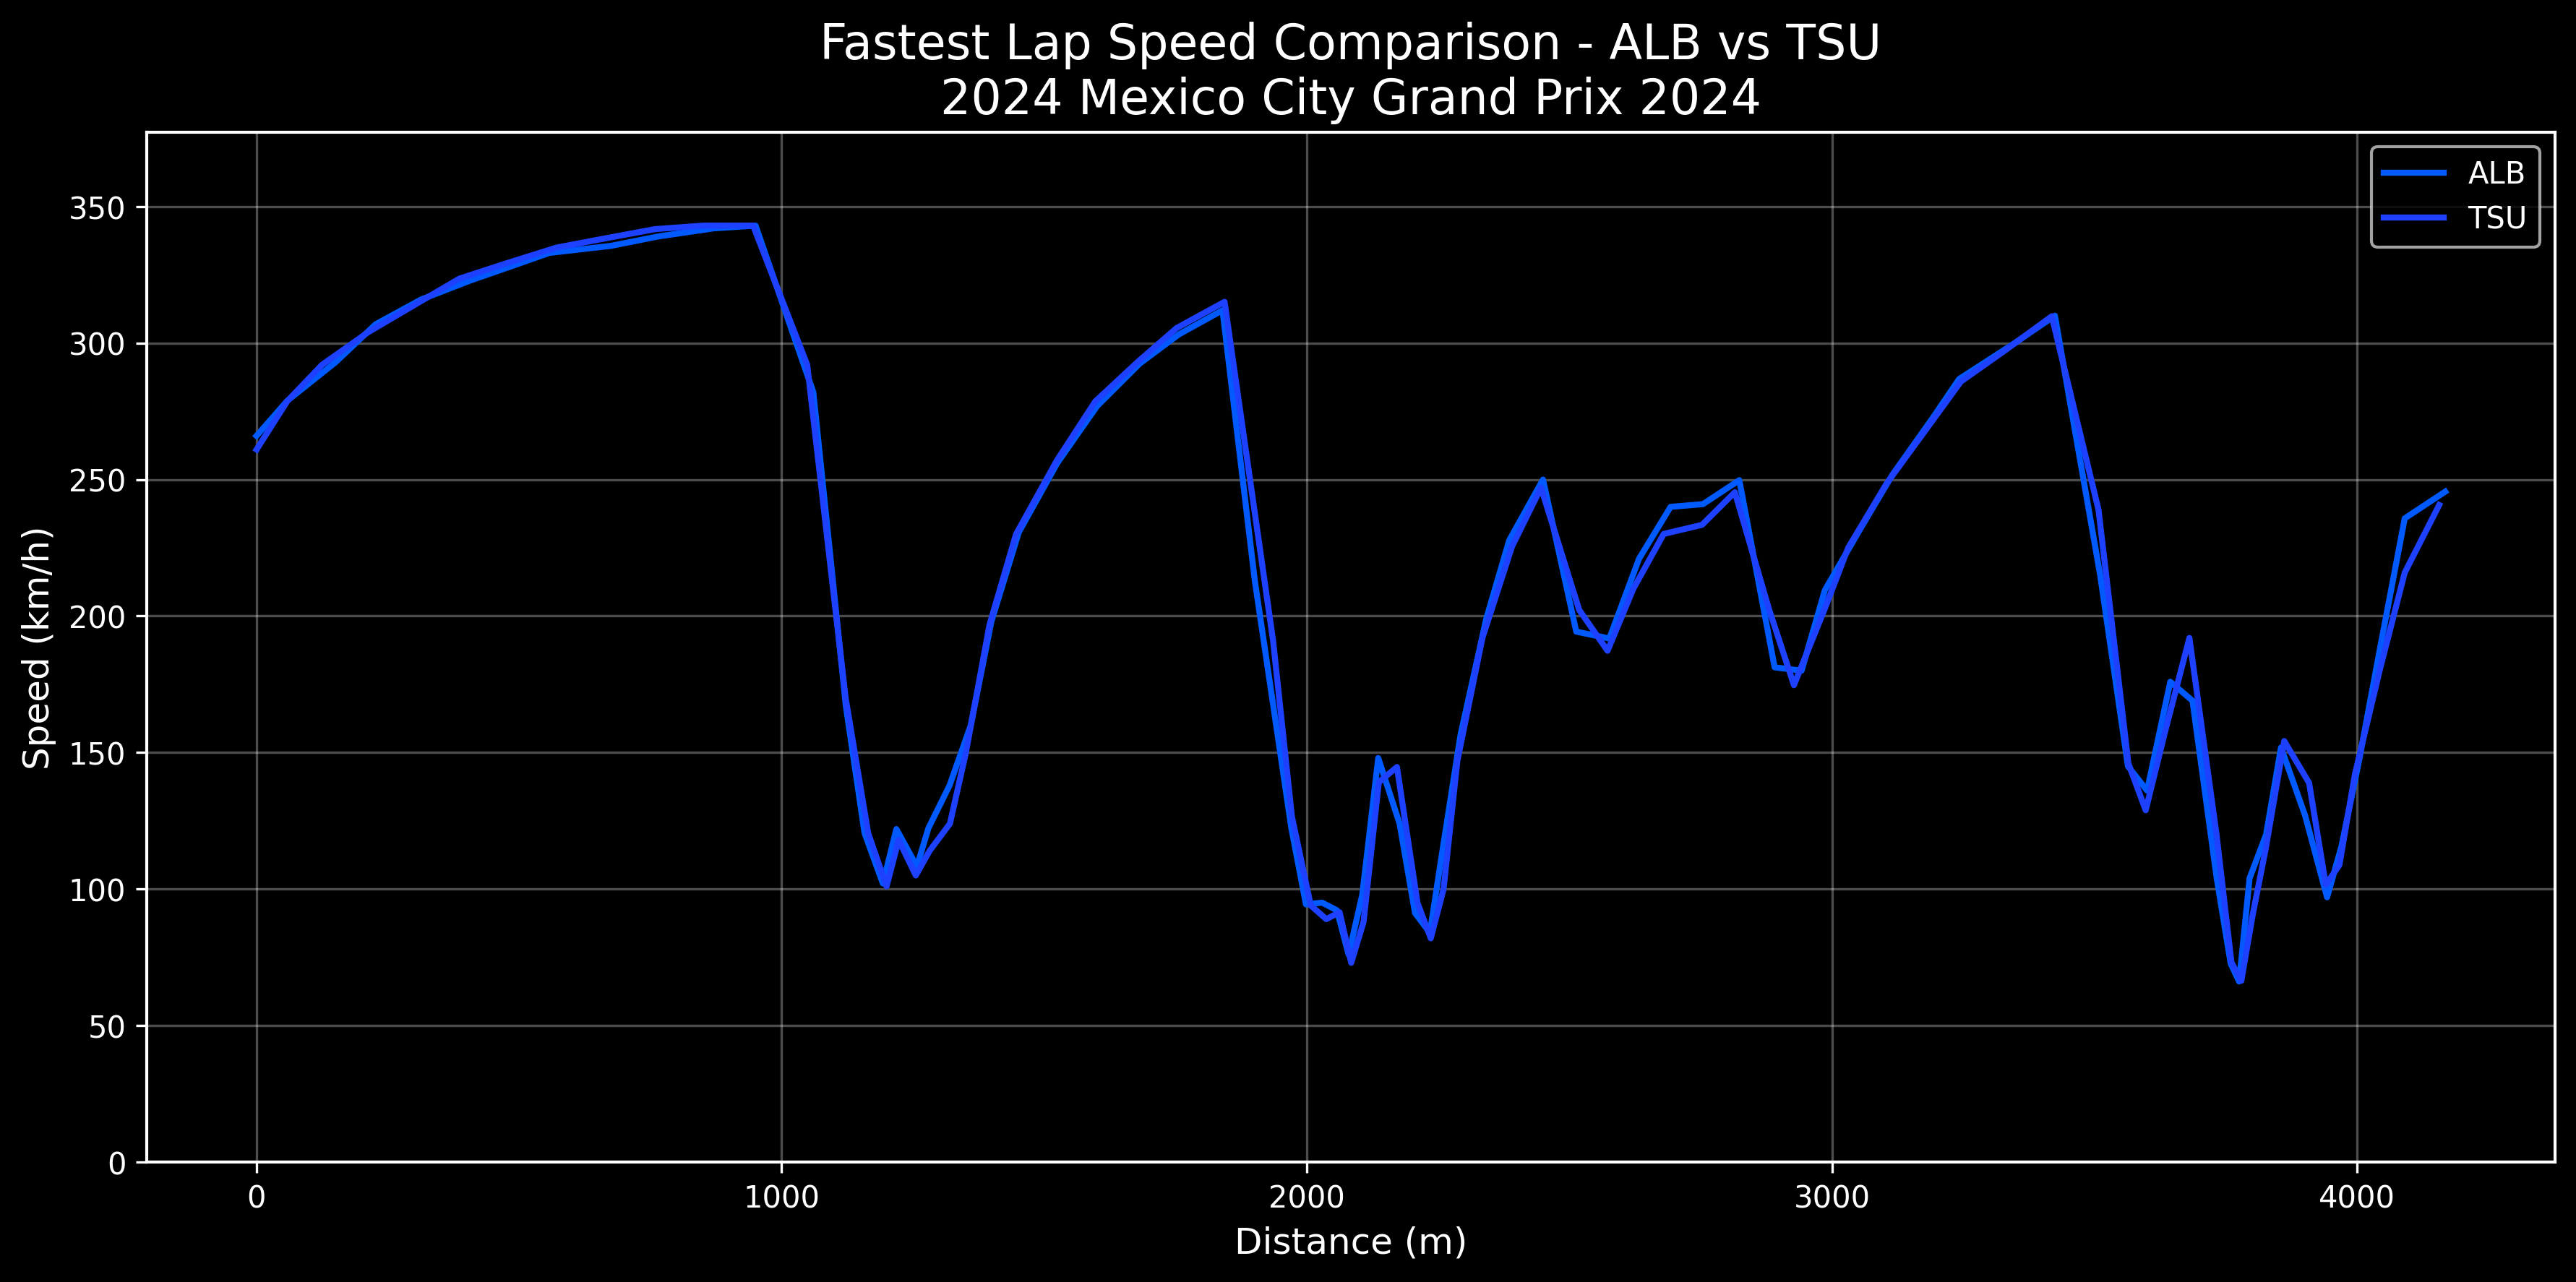 Fastest Lap Speed Comparison - ALB vs TSU
2024 Mexico City Grand Prix 2024
ALB
TSU
Speed (km/h)
350
300
250
200
150
100
50
0
0 1000 2000 3000 4000
Distance (m)